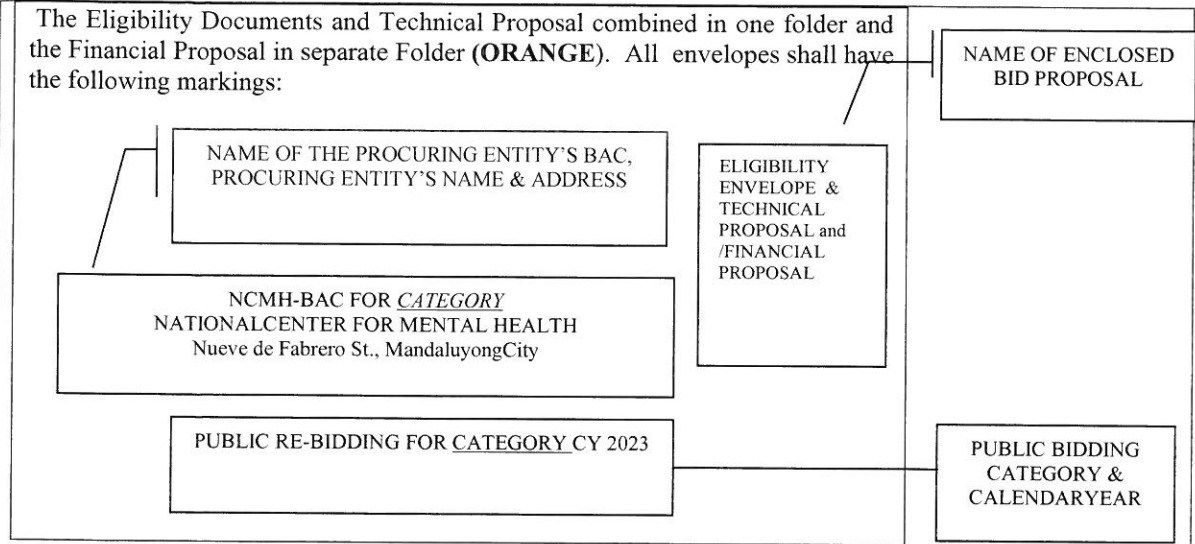 The Eligibility Documents and Technical Proposal combined in one folder and
the Financial Proposal in separate Folder (ORANGE). All envelopes shall have
the following markings:
NAME OF ENCLOSED
BID PROPOSAL
NAME OF THE PROCURING ENTITY'S BAC,
PROCURING ENTITY'S NAME & ADDRESS
ELIGIBILITY
ENVELOPE &
TECHNICAL
PROPOSAL and
/FINANCIAL
PROPOSAL
NCMH-BAC FOR CATEGORY
NATIONALCENTER FOR MENTAL HEALTH
Nueve de Fabrero St., MandaluyongCity
PUBLIC RE-BIDDING FOR CATEGORY CY 2023
PUBLIC BIDDING
CATEGORY &
CALENDARYEAR